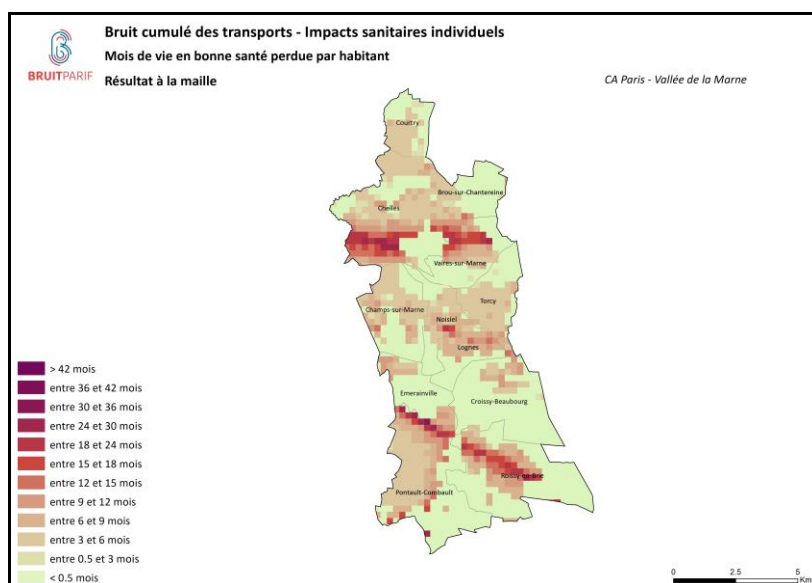 BRUITPARIF
Bruit cumulé des transports - Impacts sanitaires individuels
Mois de vie en bonne santé perdue par habitant
Résultat à la maille
CA Paris - Vallée de la Marne
Courtry
Brou-sur-Chantereine
Chelles
Vaires-sur-Marne
Champs-sur-Marne
Torcy
Noisiel
Lognes
Emerainville
Croissy-Beaubourg
Roissy-en-Brie
Pontault-Combault
> 42 mois
entre 36 et 42 mois
entre 30 et 36 mois
entre 24 et 30 mois
entre 18 et 24 mois
entre 15 et 18 mois
entre 12 et 15 mois
entre 9 et 12 mois
entre 6 et 9 mois
entre 3 et 6 mois
entre 0.5 et 3 mois
< 0.5 mois
0 2.5 5
Km